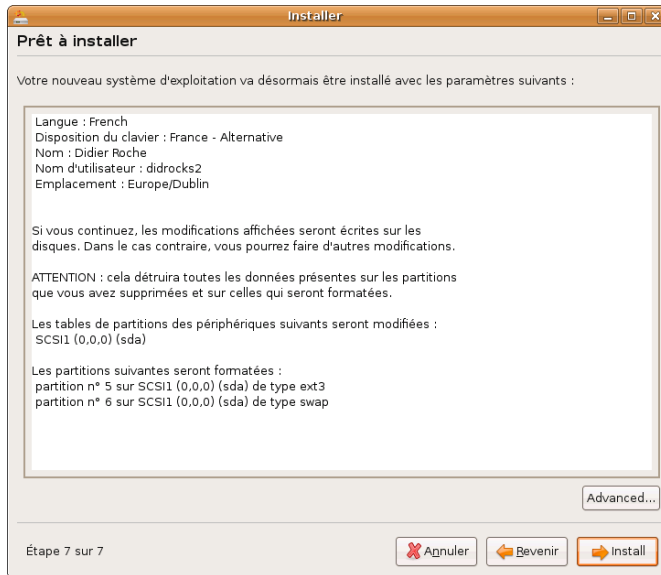 Installer
Prêt à installer
Votre nouveau système d'exploitation va désormais être installé avec les paramètres suivants :
Langue : French
Disposition du clavier : France - Alternative
Nom : Didier Roche
Nom d'utilisateur : didrocks2
Emplacement : Europe/Dublin
Si vous continuez, les modifications affichées seront écrites sur les
disques. Dans le cas contraire, vous pourrez faire d'autres modifications.
ATTENTION : cela détruira toutes les données présentes sur les partitions
que vous avez supprimées et sur celles qui seront formatées.
Les tables de partitions des périphériques suivants seront modifiées :
SCSI1 (0,0,0) (sda)
Les partitions suivantes seront formatées :
partition n° 5 sur SCSI1 (0,0,0) (sda) de type ext3
partition n° 6 sur SCSI1 (0,0,0) (sda) de type swap
Advanced...
Étape 7 sur 7
Annuler
Revenir
Install